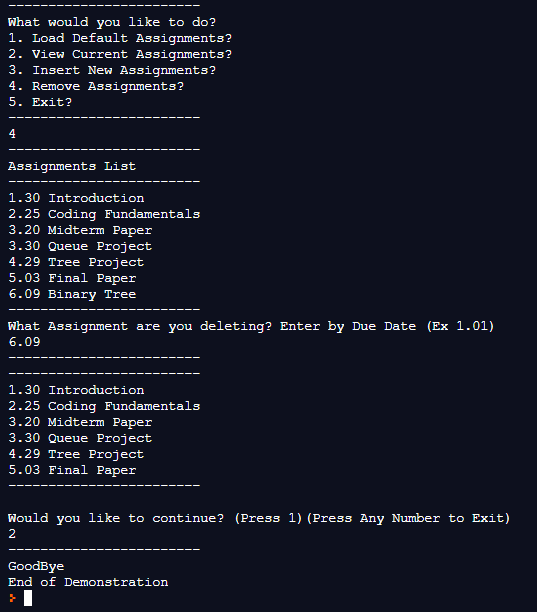 ------------------------
What would you like to do?
1. Load Default Assignments?
2. View Current Assignments?
3. Insert New Assignments?
4. Remove Assignments?
5. Exit?
------------------------
4
------------------------
Assignments List
------------------------
1.30 Introduction
2.25 Coding Fundamentals
3.20 Midterm Paper
3.30 Queue Project
4.29 Tree Project
5.03 Final Paper
6.09 Binary Tree
------------------------
What Assignment are you deleting? Enter by Due Date (Ex 1.01)
6.09
------------------------
------------------------
1.30 Introduction
2.25 Coding Fundamentals
3.20 Midterm Paper
3.30 Queue Project
4.29 Tree Project
5.03 Final Paper
------------------------
Would you like to continue? (Press 1)(Press Any Number to Exit)
2
------------------------
GoodBye
End of Demonstration